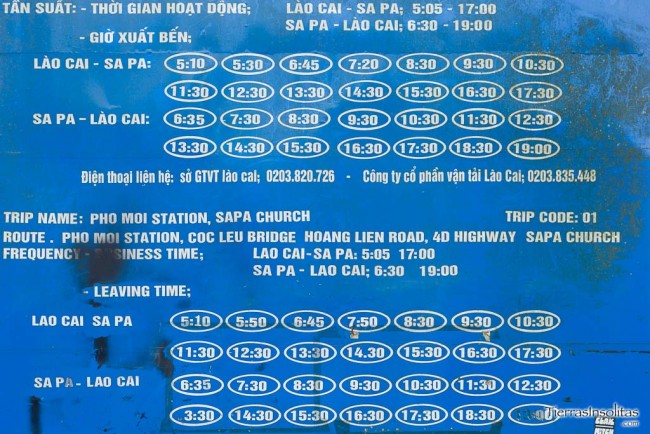 TẦN SUẤT: - THỜI GIAN HOẠT ĐỘNG; LÀO CAI - SA PA; 5:05 - 17:00
SA PA - LÀO CAI; 6:30 - 19:00
- GIỜ XUẤT BẾN;
LÀO CAI - SA PA: 5:10 5:30 6:45 7:20 8:30 9:30 10:30
11:30 12:30 13:30 14:30 15:30 16:30 17:30
SA PA - LÀO CAI: 6:35 7:30 8:30 9:30 10:30 11:30 12:30
13:30 14:30 15:30 16:30 17:30 18:30 19:00
Điện thoại liên hệ: sở GTVT lào cai; 0203.820.726 - Công ty cổ phần vận tải Lào Cai; 0203.835.448
TRIP NAME: PHO MOI STATION, SAPA CHURCH TRIP CODE: 01
ROUTE . PHO MOI STATION, COC LEU BRIDGE HOANG LIEN ROAD, 4D HIGHWAY SAPA CHURCH
FREQUENCY - BUSINESS TIME; LAO CAI-SA PA: 5:05 17:00
SA PA - LAO CAI; 6:30 19:00
- LEAVING TIME;
LAO CAI SA PA 5:10 5:50 6:45 7:50 8:30 9:30 10:30
11:30 12:30 13:30 14.30 15:30 16:30 17:30
SA PA- LAO CAI 6:35 7:30 8:30 9:30 10:30 11:30 12:30
3:30 14:30 15:30 16:30 17:30 18:30
TierrasInsolitas
.com